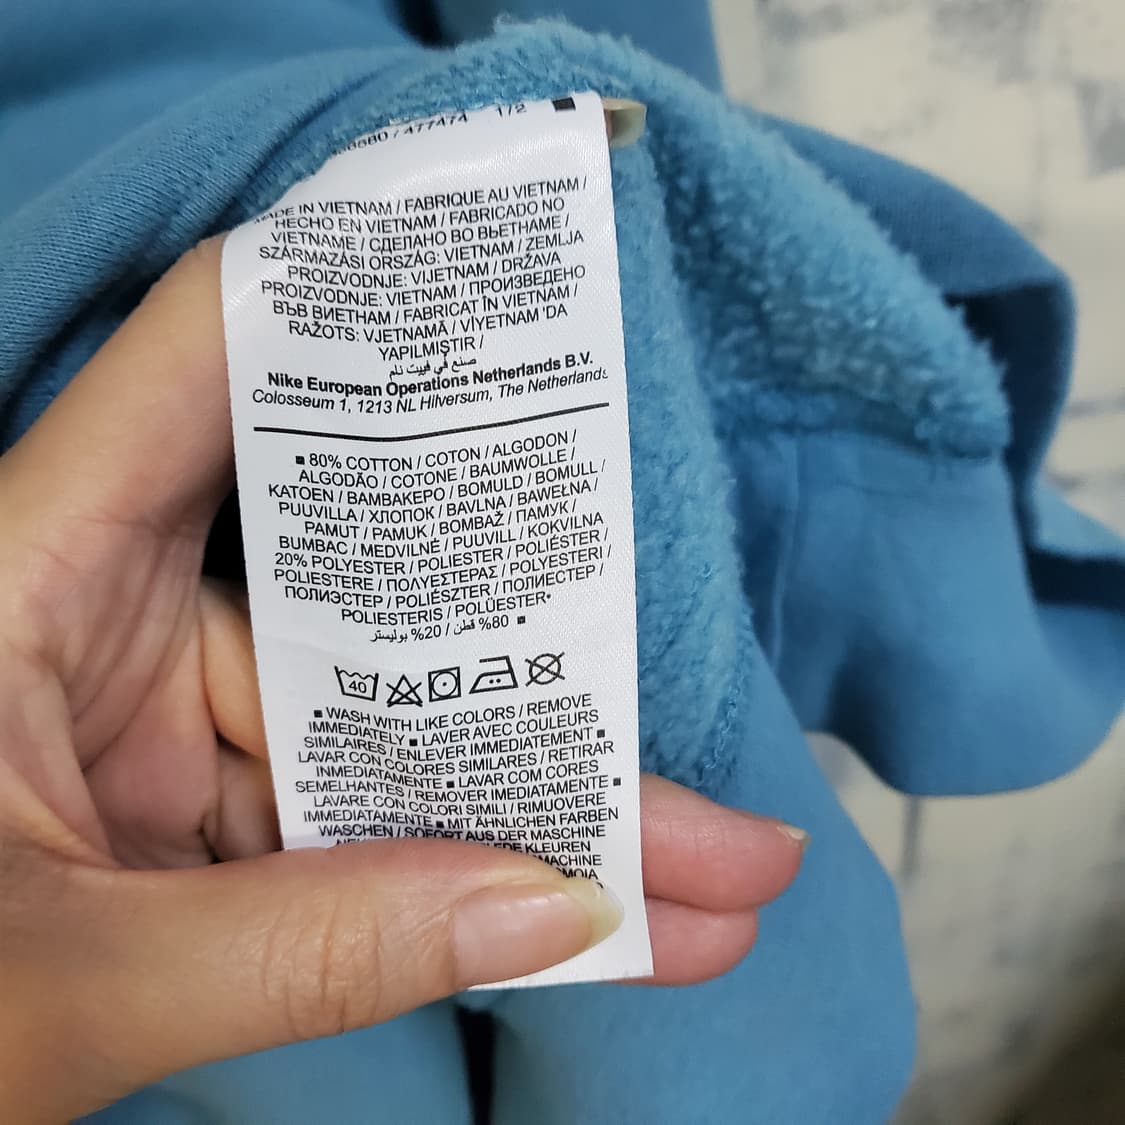 / 477474 1/2
MADE IN VIETNAM / FABRIQUE AU VIETNAM /
HECHO EN VIETNAM / FABRICADO NO
VIETNAME / СДЕЛАНО ВО ВЬЕТНАМЕ /
SZÁRMAZÁSI ORSZÁG: VIETNAM / ZEMLJA
PROIZVODNJE: VIJETNAM / DRŽAVA
PROIZVODNJE: VIETNAM / ПРОИЗВЕДЕНО
ВЪВ ВИЕТНАМ / FABRICAT ÎN VIETNAM /
RAŽOTS: VJETNAMĀ / VİYETNAM 'DA
YAPILMIŞTIR /
صنع في فييت نام
Nike European Operations Netherlands B.V.
Colosseum 1, 1213 NL Hilversum, The Netherlands
■ 80% COTTON / COTON / ALGODON /
ALGODÃO / COTONE / BAUMWOLLE /
KATOEN / ΒΑΜΒΑΚΕΡΟ / BOMULD / BOMULL /
PUUVILLA / ХЛОПОК / BAVLNA / BAWEŁNA /
PAMUT / PAMUK / BOMBAŽ / ПАМУК /
BUMBAC / MEDVILNĖ / PUUVILL / KOKVILNA
20% POLYESTER / POLIESTER / POLIÉSTER /
POLIESTERE / ΠΟΛΥΕΣΤΕΡΑΣ / POLYESTERI /
ПОЛИЭСТЕР / POLIÉSZTER / ПОЛИЕСТЕР /
POLIESTERIS / POLÜESTER•
80% قطن / 20% بوليستر ■
40
■ WASH WITH LIKE COLORS / REMOVE
IMMEDIATELY ■ LAVER AVEC COULEURS
SIMILAIRES / ENLEVER IMMEDIATEMENT ■
LAVAR CON COLORES SIMILARES / RETIRAR
INMEDIATAMENTE ■ LAVAR COM CORES
SEMELHANTES / REMOVER IMEDIATAMENTE ■
LAVARE CON COLORI SIMILI / RIMUOVERE
IMMEDIATAMENTE ■ MIT ÄHNLICHEN FARBEN
WASCHEN / SOFORT AUS DER MASCHINE
KLEUREN
MACHINE